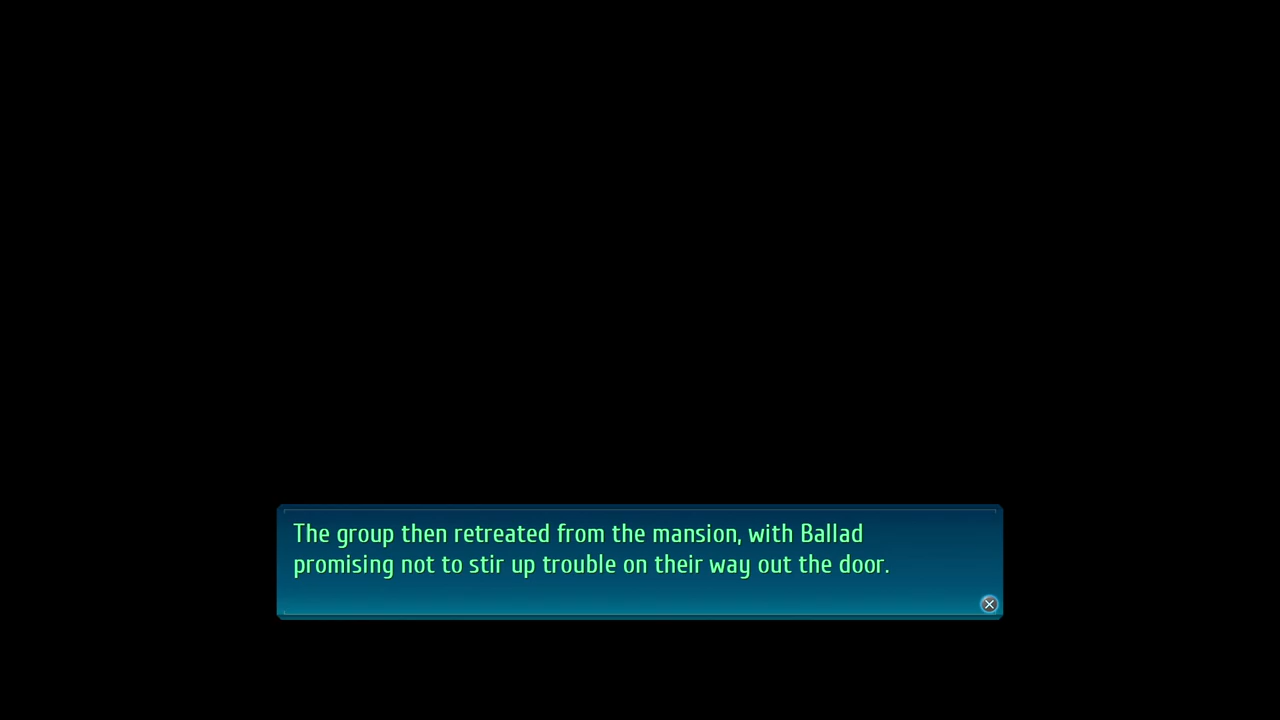 The group then retreated from the mansion, with Ballad
promising not to stir up trouble on their way out the door.